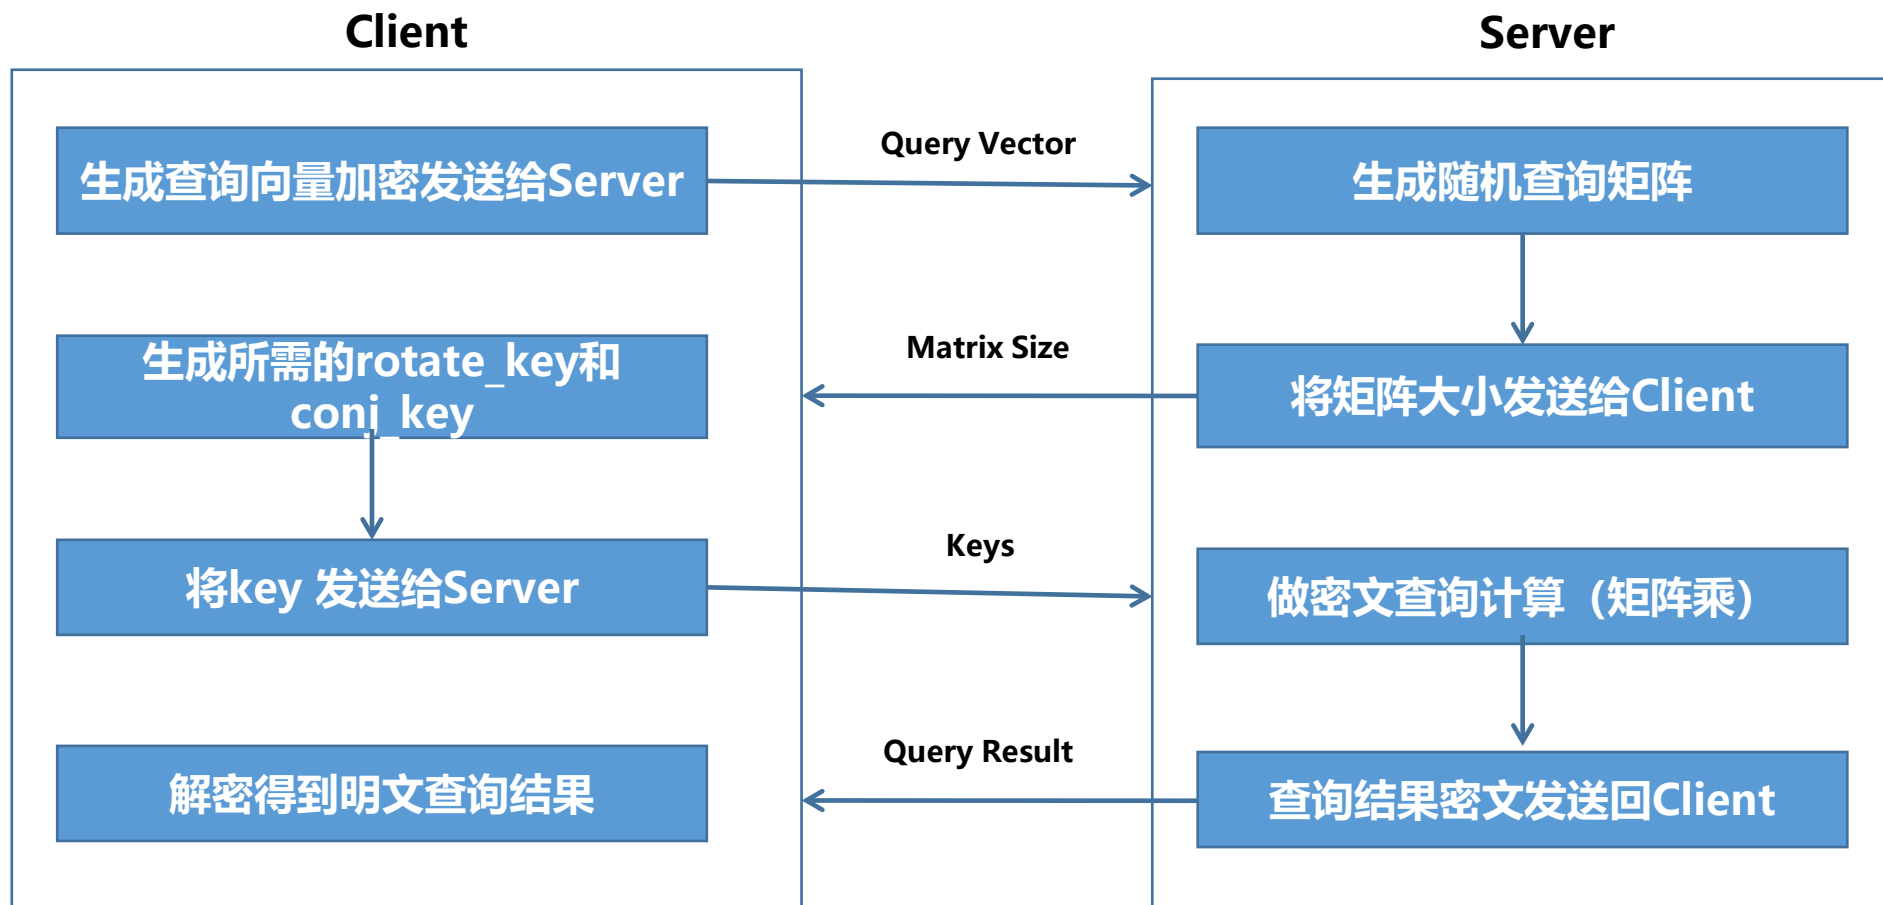 Client
Server
生成查询向量加密发送给Server
Query Vector
生成随机查询矩阵
生成所需的rotate_key和
conj_key
Matrix Size
将矩阵大小发送给Client
将key 发送给Server
Keys
做密文查询计算（矩阵乘）
解密得到明文查询结果
Query Result
查询结果密文发送回Client